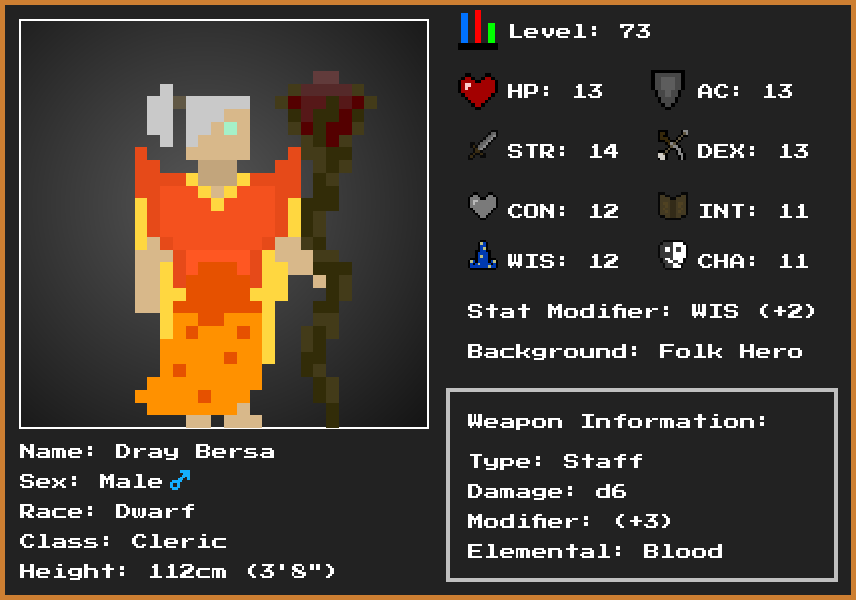 Level: 73
HP: 13
AC: 13
STR: 14
DEX: 13
CON: 12
INT: 11
WIS: 12
CHA: 11
Stat Modifier: WIS (+2)
Background: Folk Hero
Weapon Information:
Type: Staff
Damage: d6
Modifier: (+3)
Elemental: Blood
Name: Dray Bersa
Sex: Male♂
Race: Dwarf
Class: Cleric
Height: 112cm (3'8")